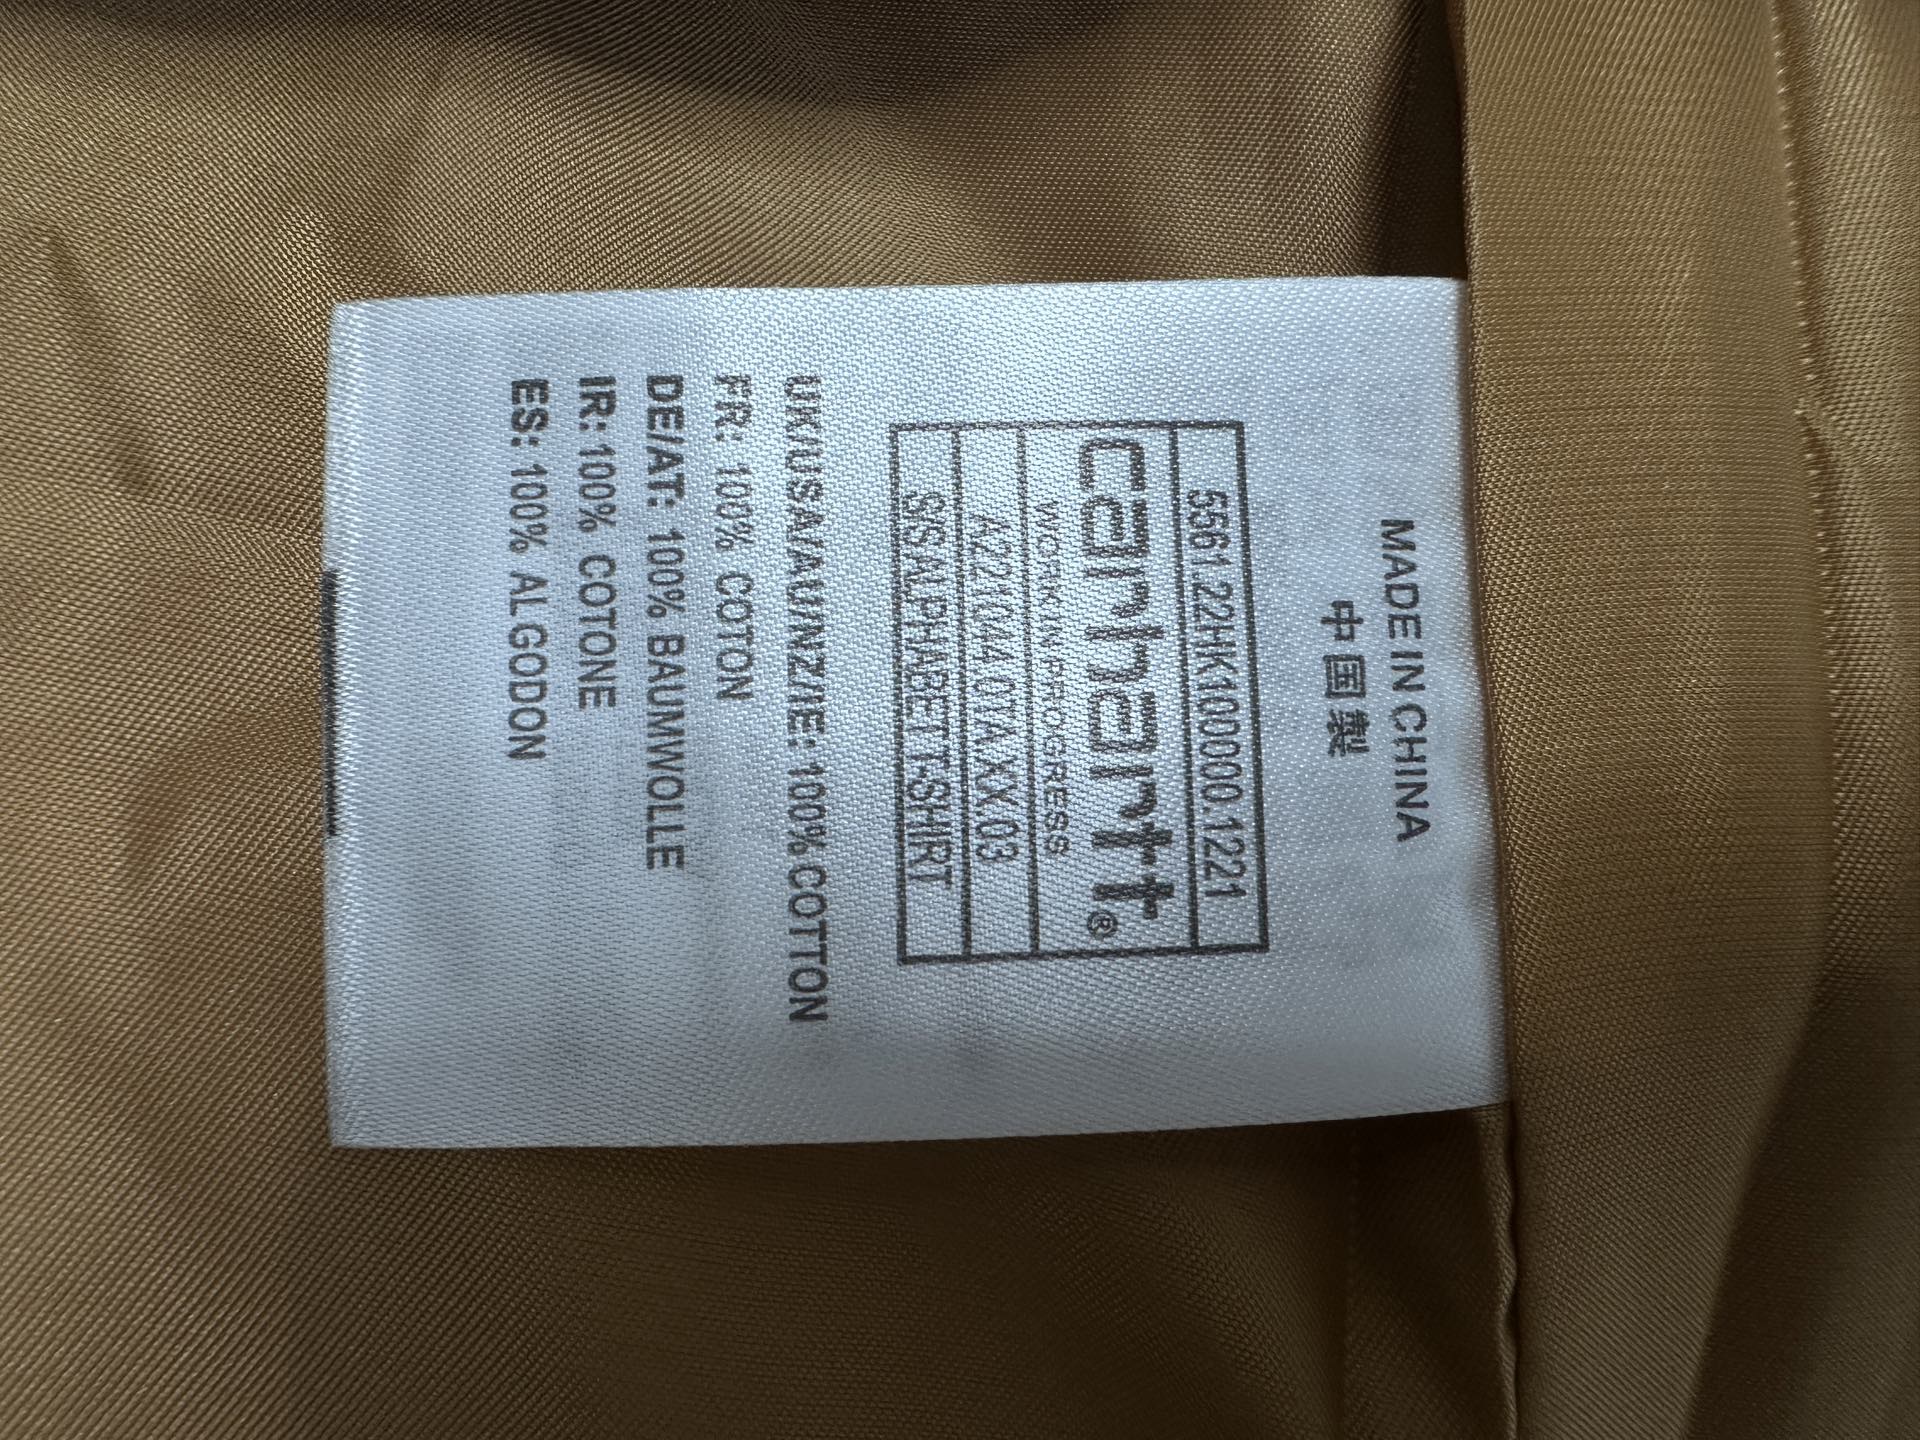 MADE IN CHINA
中国製
5561.22HK100000.1221
carhartt®
WORK IN PROGRESS
A221044.0TA.XX.03
S/S ALPHABET T-SHIRT
UK/USA/AU/NZ/IE: 100% COTTON
FR: 100% COTON
DE/AT: 100% BAUMWOLLE
IR: 100% COTONE
ES: 100% ALGODON